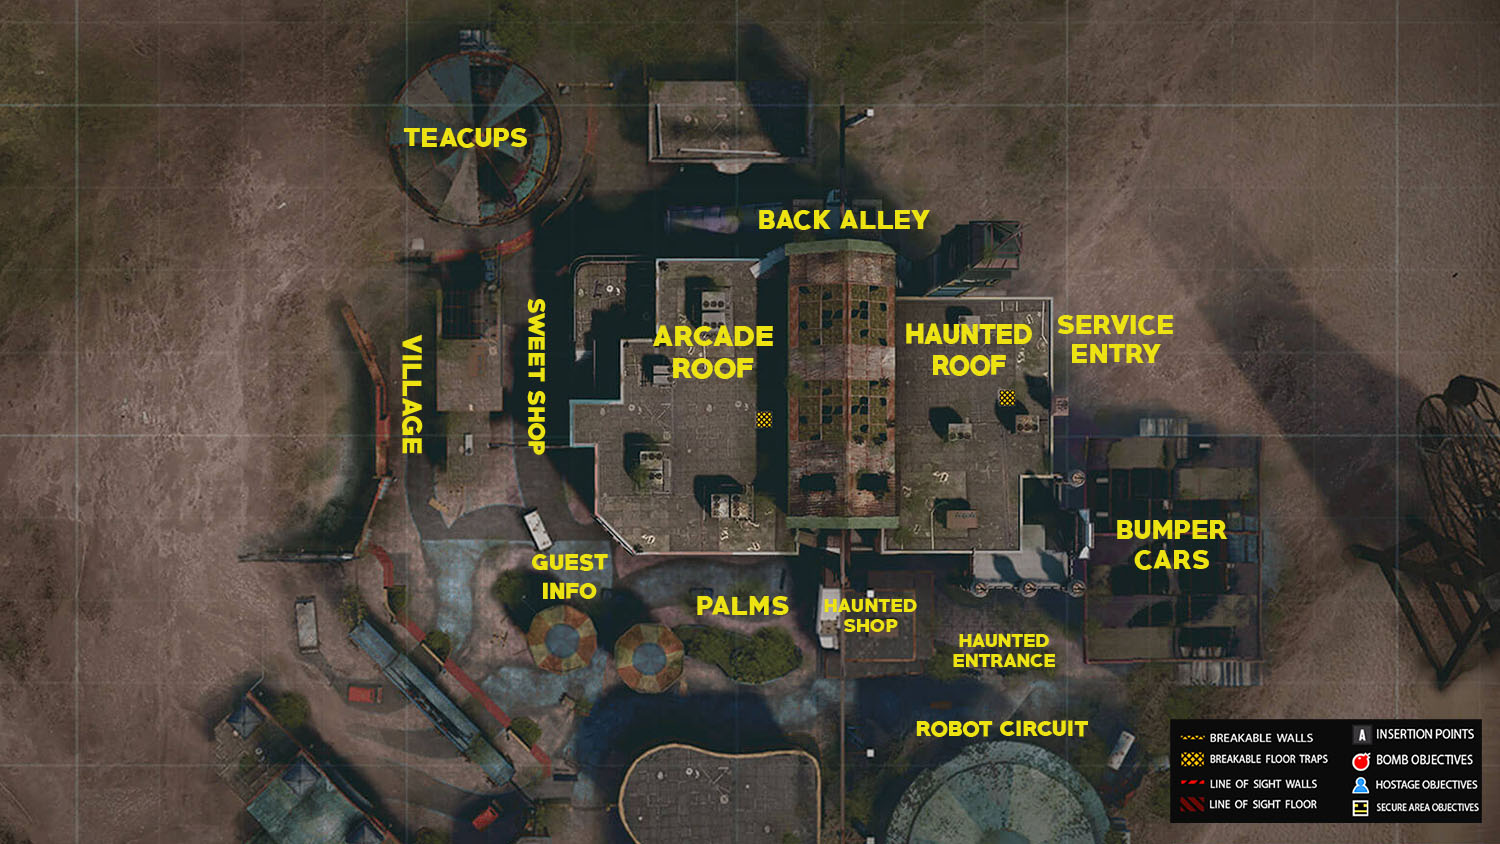 TEACUPS
BACK ALLEY
SWEET SHOP
VILLAGE
ARCADE
ROOF
HAUNTED
ROOF
SERVICE
ENTRY
BUMPER
CARS
GUEST
INFO
PALMS
HAUNTED
SHOP
HAUNTED
ENTRANCE
ROBOT CIRCUIT
BREAKABLE WALLS
BREAKABLE FLOOR TRAPS
LINE OF SIGHT WALLS
LINE OF SIGHT FLOOR
A INSERTION POINTS
BOMB OBJECTIVES
HOSTAGE OBJECTIVES
SECURE AREA OBJECTIVES